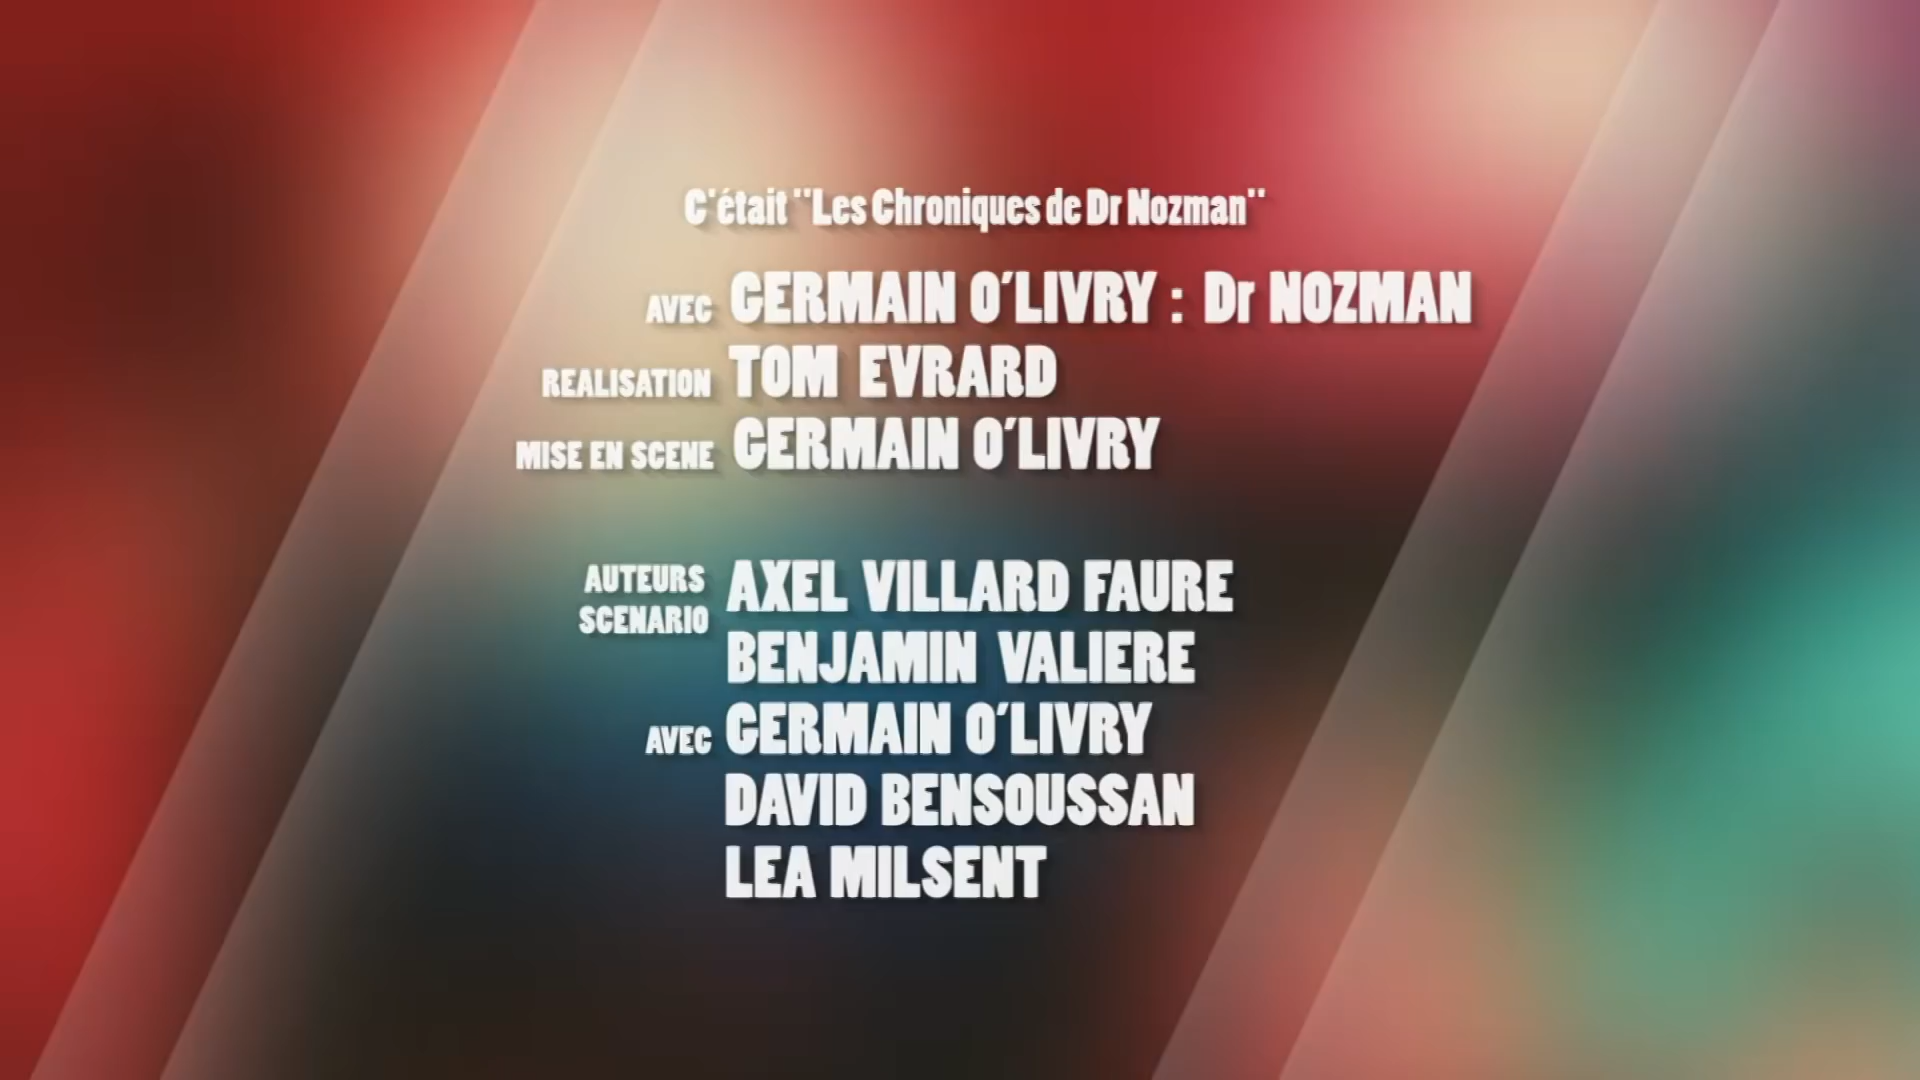 C'était "Les Chroniques de Dr Nozman"
AVEC GERMAIN O'LIVRY : Dr NOZMAN
REALISATION TOM EVRARD
MISE EN SCENE GERMAIN O'LIVRY
AUTEURS SCENARIO AXEL VILLARD FAURE
BENJAMIN VALIERE
AVEC GERMAIN O'LIVRY
DAVID BENSOUSSAN
LEA MILSENT